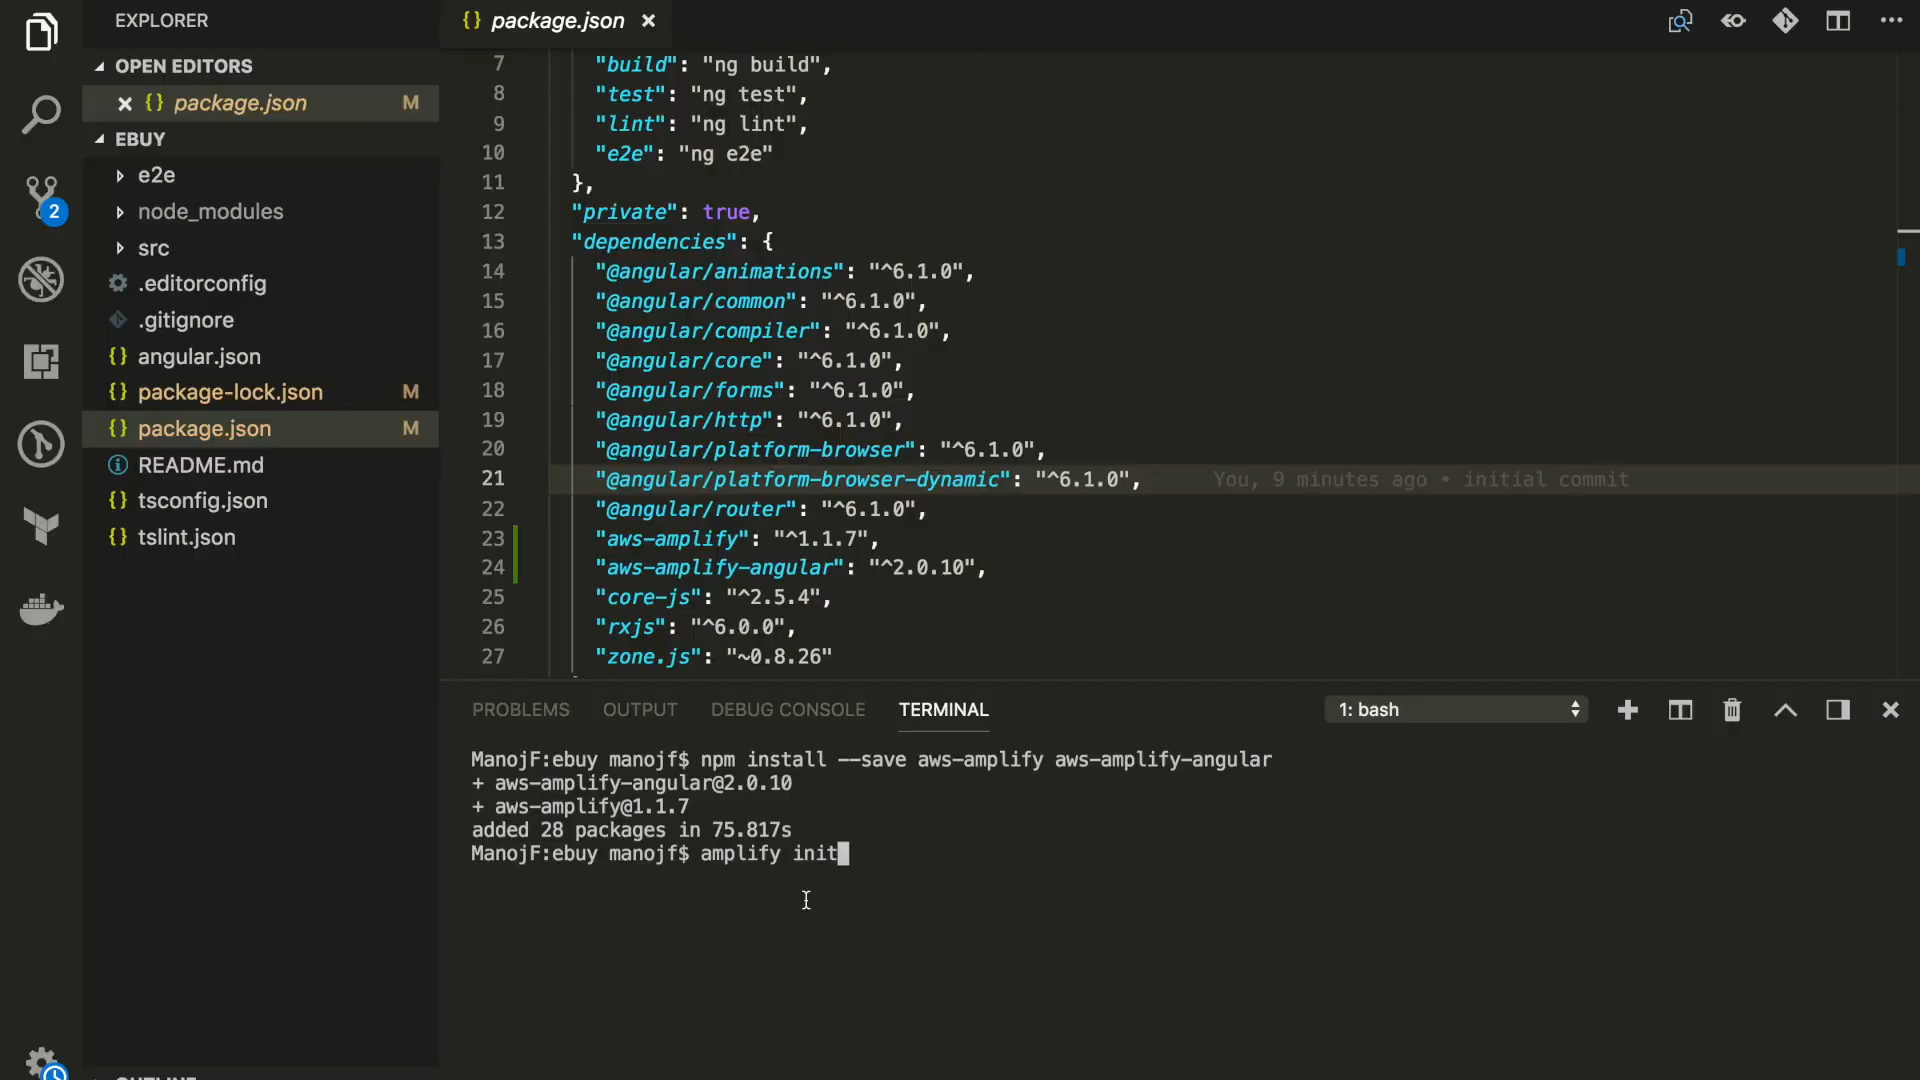 EXPLORER
OPEN EDITORS
{} package.json M
EBUY
e2e
node_modules
src
.editorconfig
.gitignore
{} angular.json
{} package-lock.json M
{} package.json M
README.md
{} tsconfig.json
{} tslint.json
2
{} package.json
7 "build": "ng build",
8 "test": "ng test",
9 "lint": "ng lint",
10 "e2e": "ng e2e"
11 },
12 "private": true,
13 "dependencies": {
14 "@angular/animations": "^6.1.0",
15 "@angular/common": "^6.1.0",
16 "@angular/compiler": "^6.1.0",
17 "@angular/core": "^6.1.0",
18 "@angular/forms": "^6.1.0",
19 "@angular/http": "^6.1.0",
20 "@angular/platform-browser": "^6.1.0",
21 "@angular/platform-browser-dynamic": "^6.1.0", You, 9 minutes ago • initial commit
22 "@angular/router": "^6.1.0",
23 "aws-amplify": "^1.1.7",
24 "aws-amplify-angular": "^2.0.10",
25 "core-js": "^2.5.4",
26 "rxjs": "^6.0.0",
27 "zone.js": "~0.8.26"
PROBLEMS OUTPUT DEBUG CONSOLE TERMINAL 1: bash
ManojF:ebuy manojf$ npm install --save aws-amplify aws-amplify-angular
+ aws-amplify-angular@2.0.10
+ aws-amplify@1.1.7
added 28 packages in 75.817s
ManojF:ebuy manojf$ amplify init